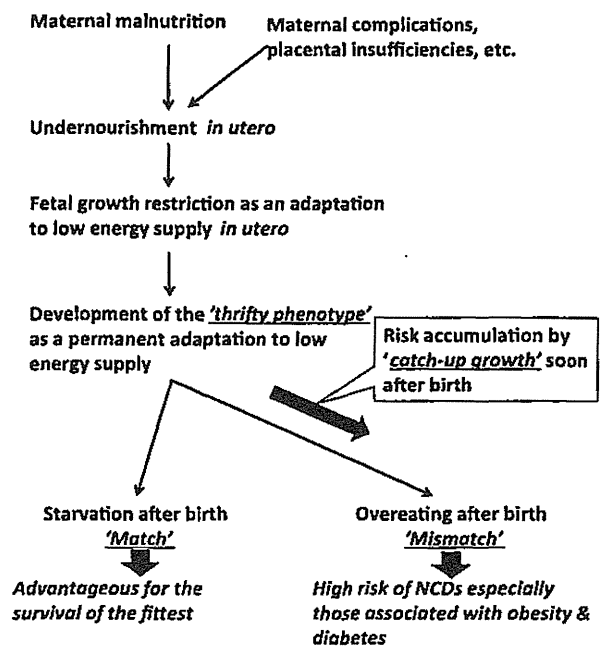 Maternal malnutrition
Maternal complications,
placental insufficiencies, etc.
Undernourishment in utero
Fetal growth restriction as an adaptation
to low energy supply in utero
Development of the 'thrifty phenotype'
as a permanent adaptation to low
energy supply
Risk accumulation by
'catch-up growth' soon
after birth
Starvation after birth
'Match'
Overeating after birth
'Mismatch'
Advantageous for the
survival of the fittest
High risk of NCDs especially
those associated with obesity &
diabetes